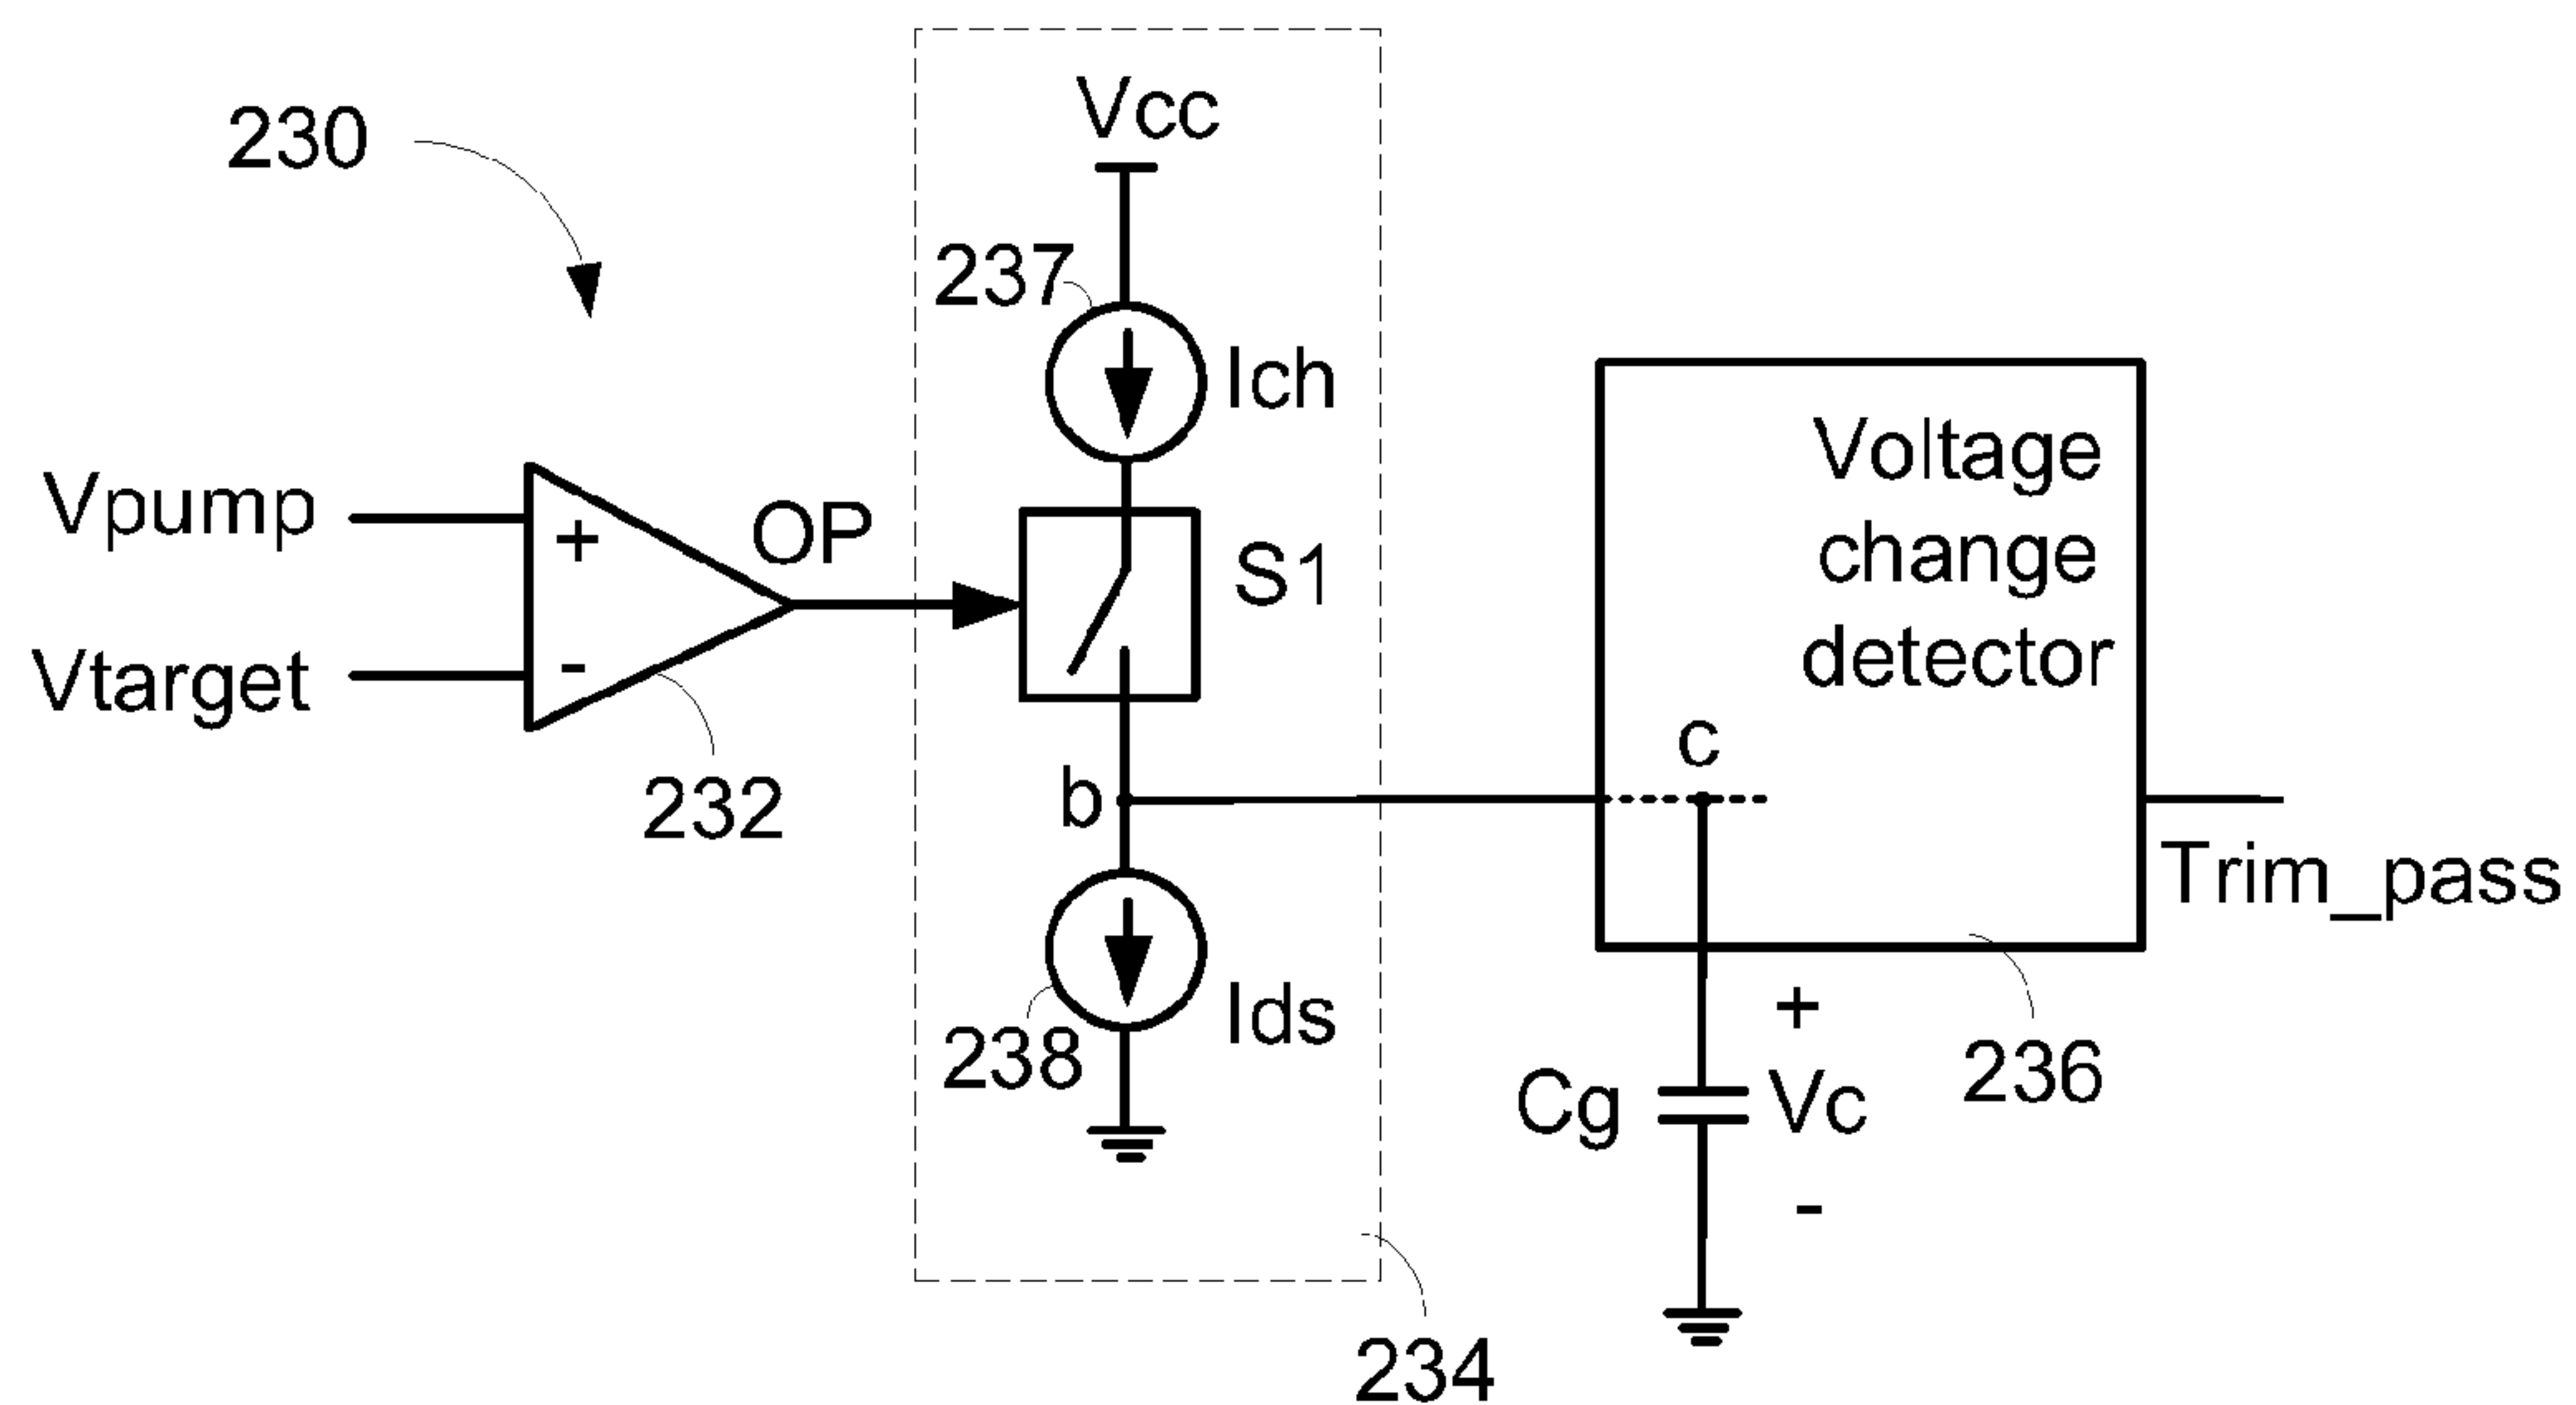 230
Vcc
237
Ich
Vpump
+
OP
S1
Vtarget
-
232
b
Ids
238
Voltage
change
detector
c
Trim_pass
+
Cg
Vc
-
236
234